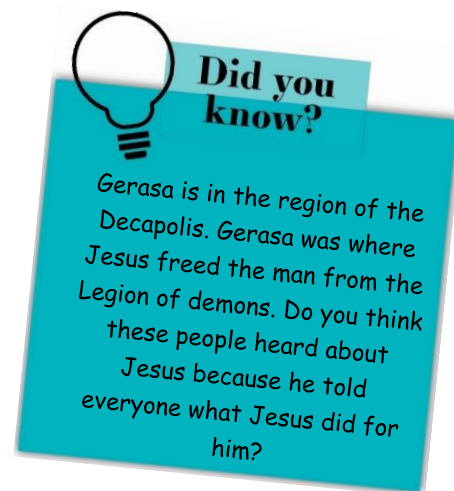 Did you
know?
Gerasa is in the region of the
Decapolis. Gerasa was where
Jesus freed the man from the
Legion of demons. Do you think
these people heard about
Jesus because he told
everyone what Jesus did for
him?